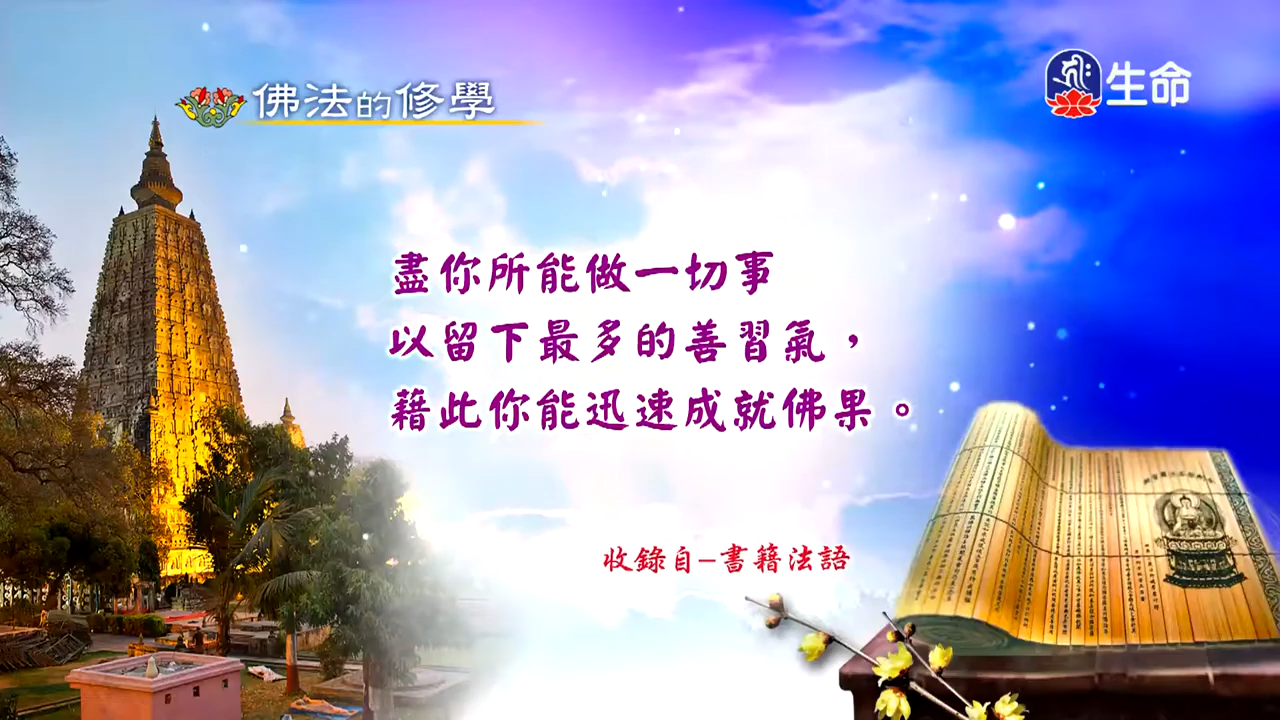 佛法的修學
生命
盡你所能做一切事
以留下最多的善習氣，
藉此你能迅速成就佛果。
收錄自–書籍法語